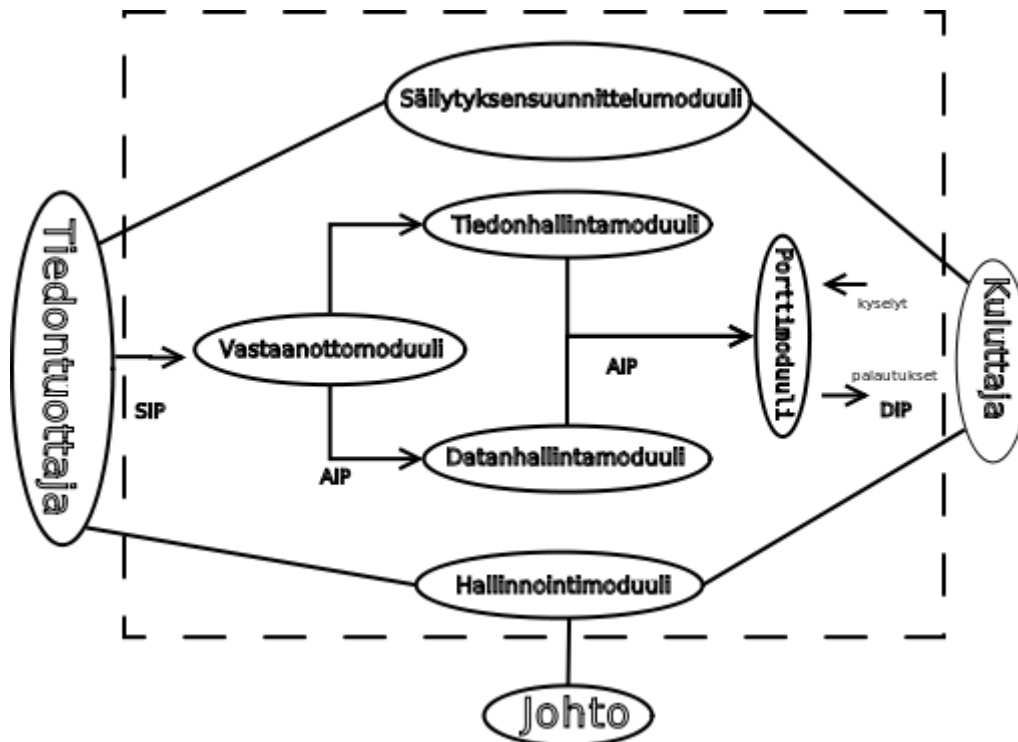 Säilytyksensuunnittelumoduuli
Tiedontuottaja
Tiedonhallintamoduuli
Porttimoduuli
Kuluttaja
kyselyt
Vastaanottomoduuli
SIP
AIP
palautukset
DIP
Datanhallintamoduuli
AIP
Hallinnointimoduuli
Johto